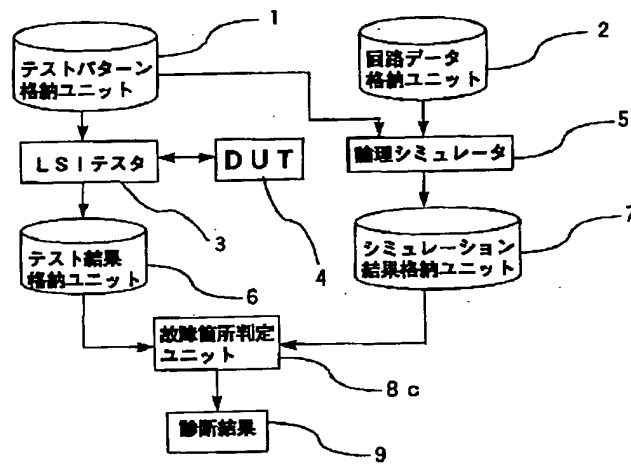 1
テストパターン
格納ユニット
2
回路データ
格納ユニット
LSIテスタ
DUT
論理シミュレータ
5
3
4
テスト結果
格納ユニット
6
シミュレーション
結果格納ユニット
7
故障箇所判定
ユニット
8c
診断結果
9